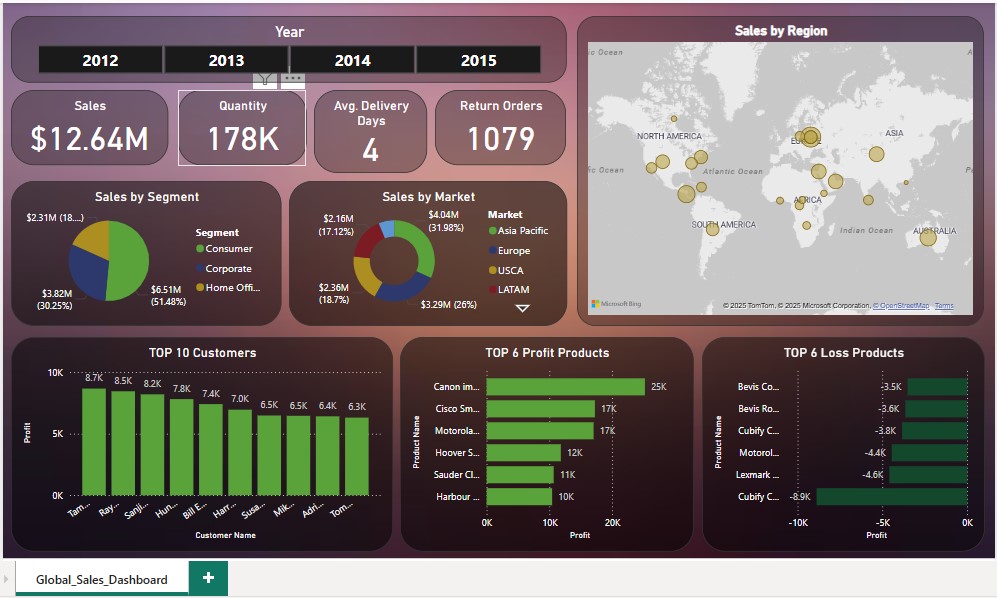 Year
2012 2013 2014 2015
Sales
$12.64M
Quantity
178K
Avg. Delivery
Days
4
Return Orders
1079
Sales by Region
ic Ocean
NORTH AMERICA
ASIA
Atlantic Ocean
ic Ocean
AFRICA
SOUTH AMERICA
Indian Ocean
AUSTRALIA
Microsoft Bing
© 2025 TomTom, © 2025 Microsoft Corporation, © OpenStreetMap Terms
Sales by Segment
$2.31M (18....)
$3.82M
(30.25%)
$6.51M
(51.48%)
Segment
Consumer
Corporate
Home Offi...
Sales by Market
$2.16M
(17.12%)
$4.04M
(31.98%)
$2.36M
(18.7%)
$3.29M (26%)
Market
Asia Pacific
Europe
USCA
LATAM
TOP 10 Customers
Profit
10K
5K
0K
8.7K 8.5K 8.2K 7.8K 7.4K 7.0K 6.5K 6.5K 6.4K 6.3K
Tam... Ray... Sanji... Hun... Bill E... Harr... Susa... Mik... Adri... Tom...
Customer Name
TOP 6 Profit Products
Product Name
Canon im... 25K
Cisco Sm... 17K
Motorola... 17K
Hoover S... 12K
Sauder Cl... 11K
Harbour ... 10K
0K 10K 20K
Profit
TOP 6 Loss Products
Product Name
Bevis Co... -3.5K
Bevis Ro... -3.6K
Cubify C... -3.8K
Motorol... -4.4K
Lexmark ... -4.6K
Cubify C... -8.9K
-10K -5K 0K
Profit
Global_Sales_Dashboard